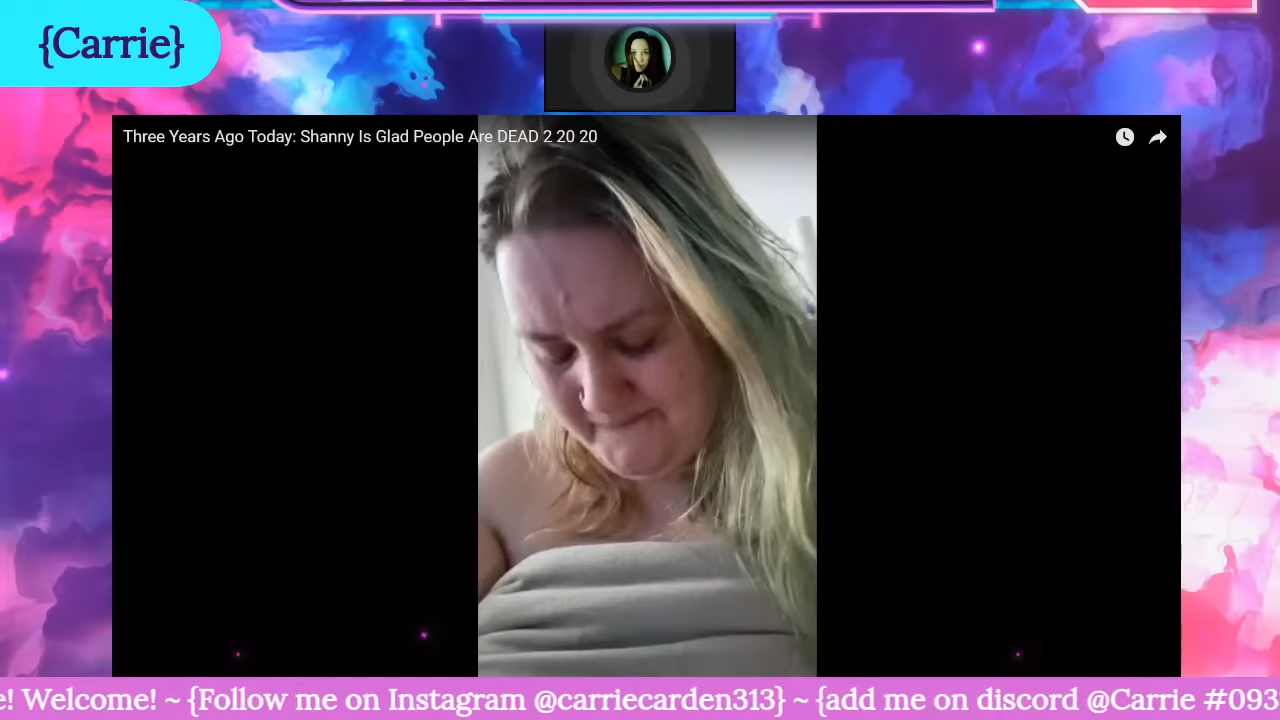 {Carrie}
Three Years Ago Today: Shanny Is Glad People Are DEAD 2 20 20
e! Welcome! ~ {Follow me on Instagram @carriecarden313} ~ {add me on discord @Carrie #093